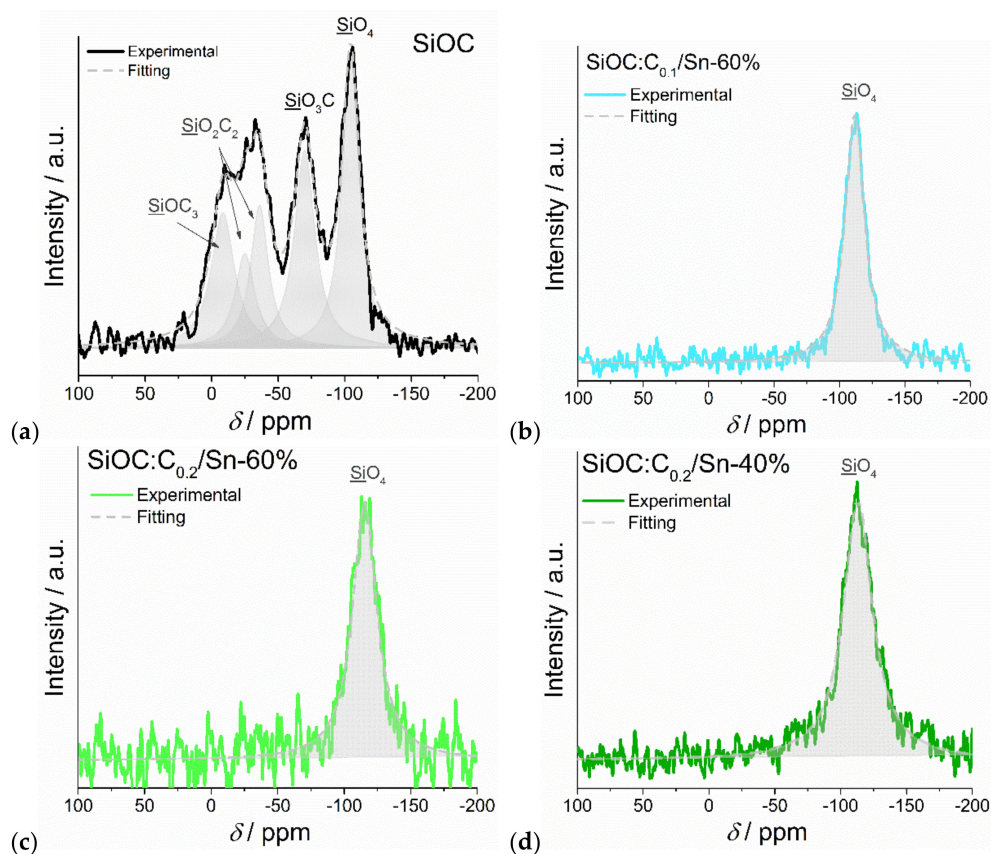 SiOC
Experimental
Fitting
SiO₄
SiO₃C
SiO₂C₂
SiOC₃
Intensity / a.u.
100 50 0 -50 -100 -150 -200
δ / ppm
(a)
SiOC:C₀.₁/Sn-60%
Experimental
Fitting
SiO₄
Intensity / a.u.
100 50 0 -50 -100 -150 -200
δ / ppm
(b)
SiOC:C₀.₂/Sn-60%
Experimental
Fitting
SiO₄
Intensity / a.u.
100 50 0 -50 -100 -150 -200
δ / ppm
(c)
SiOC:C₀.₂/Sn-40%
Experimental
Fitting
SiO₄
Intensity / a.u.
100 50 0 -50 -100 -150 -200
δ / ppm
(d)